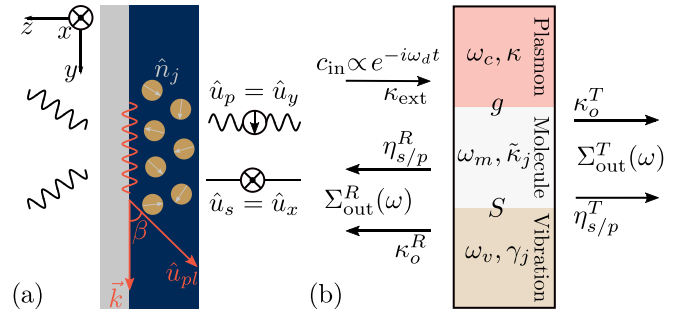 z
x
y
n̂_j
û_p = û_y
û_s = û_x
β
û_pl
k⃗
(a)
c_in ∝ e^{-iω_d t}
κ_ext
η^R_{s/p}
Σ^R_out(ω)
κ^R_o
(b)
Plasmon
ω_c, κ
g
Molecule
ω_m, κ̃_j
S
Vibration
ω_v, γ_j
κ^T_o
Σ^T_out(ω)
η^T_{s/p}